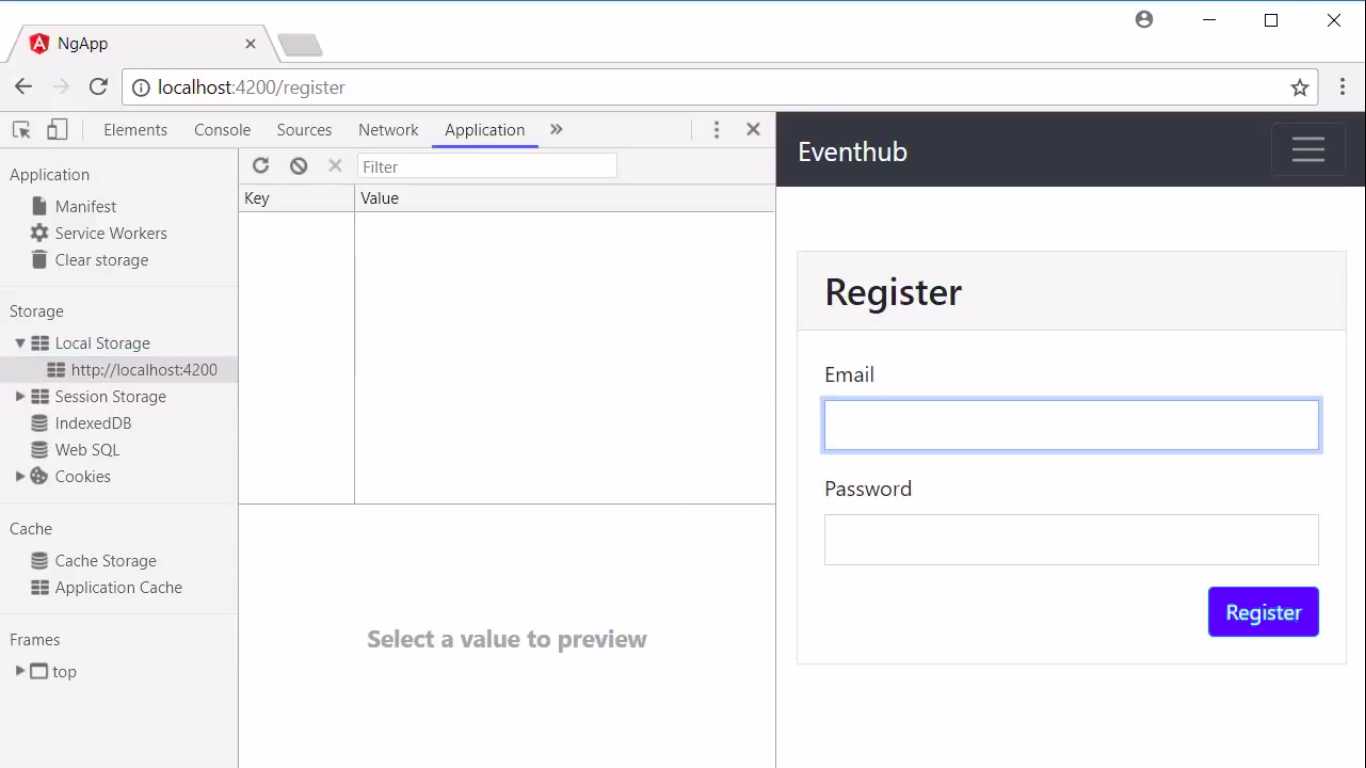 NgApp
localhost:4200/register
Elements Console Sources Network Application
Filter
Key Value
Application
Manifest
Service Workers
Clear storage
Storage
Local Storage
http://localhost:4200
Session Storage
IndexedDB
Web SQL
Cookies
Cache
Cache Storage
Application Cache
Frames
top
Select a value to preview
Eventhub
Register
Email
Password
Register